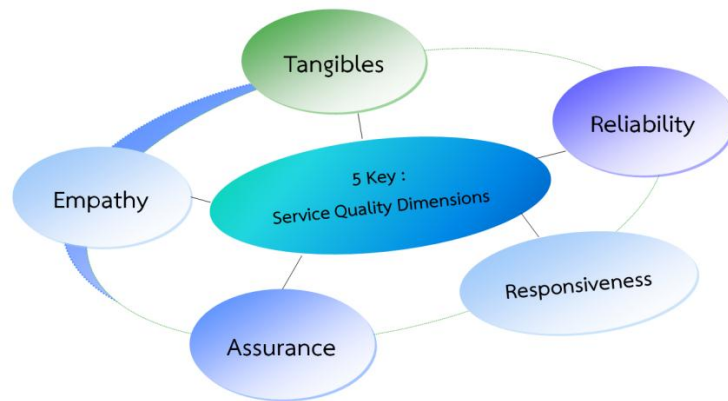 Tangibles
Reliability
5 Key :
Service Quality Dimensions
Empathy
Responsiveness
Assurance